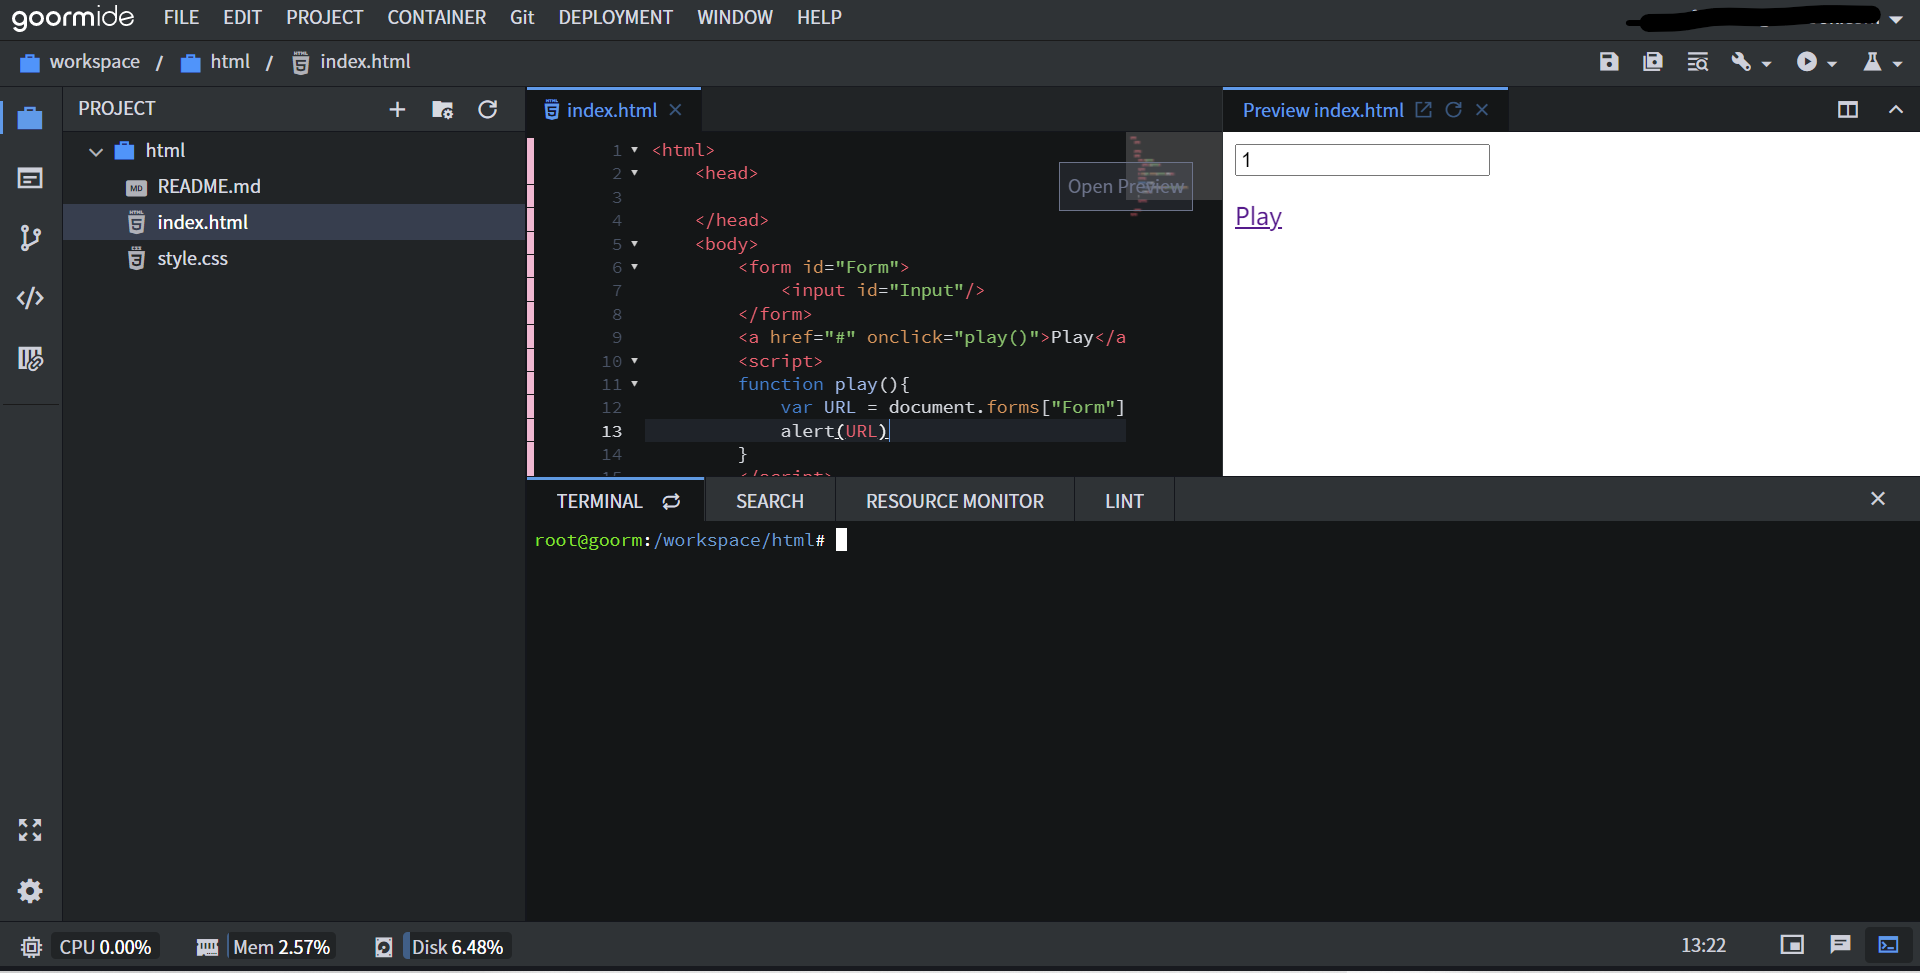 goormide FILE EDIT PROJECT CONTAINER Git DEPLOYMENT WINDOW HELP
workspace / html / index.html
PROJECT
html
README.md
index.html
style.css
index.html
1 <html>
2 <head>
3
4 </head>
5 <body>
6 <form id="Form">
7 <input id="Input"/>
8 </form>
9 <a href="#" onclick="play()">Play</a
10 <script>
11 function play(){
12 var URL = document.forms["Form"]
13 alert(URL)
14 }
15 </script>
Open Preview
Preview index.html
1
Play
TERMINAL SEARCH RESOURCE MONITOR LINT
root@goorm:/workspace/html#
CPU 0.00% Mem 2.57% Disk 6.48% 13:22